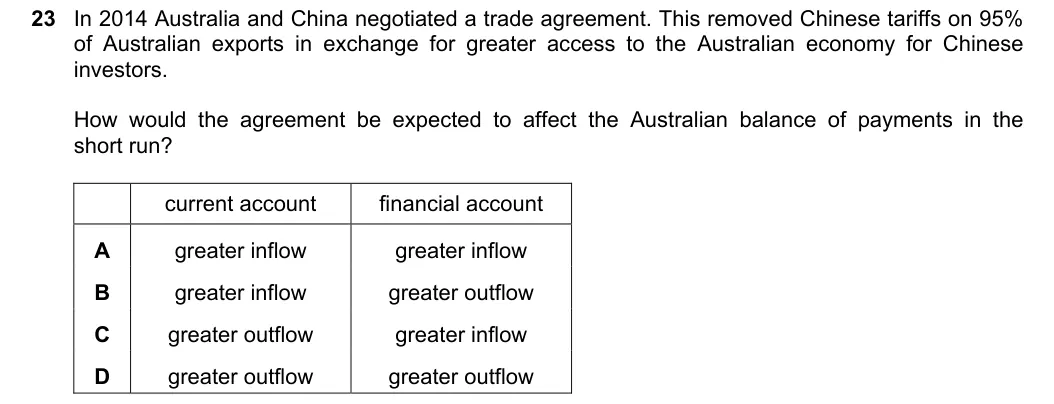 23 In 2014 Australia and China negotiated a trade agreement. This removed Chinese tariffs on 95%
of Australian exports in exchange for greater access to the Australian economy for Chinese
investors.
How would the agreement be expected to affect the Australian balance of payments in the
short run?
current account financial account
A greater inflow greater inflow
B greater inflow greater outflow
C greater outflow greater inflow
D greater outflow greater outflow